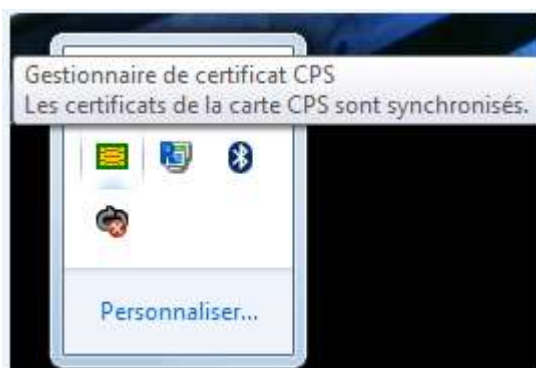 Gestionnaire de certificat CPS
Les certificats de la carte CPS sont synchronisés.
Personnaliser...